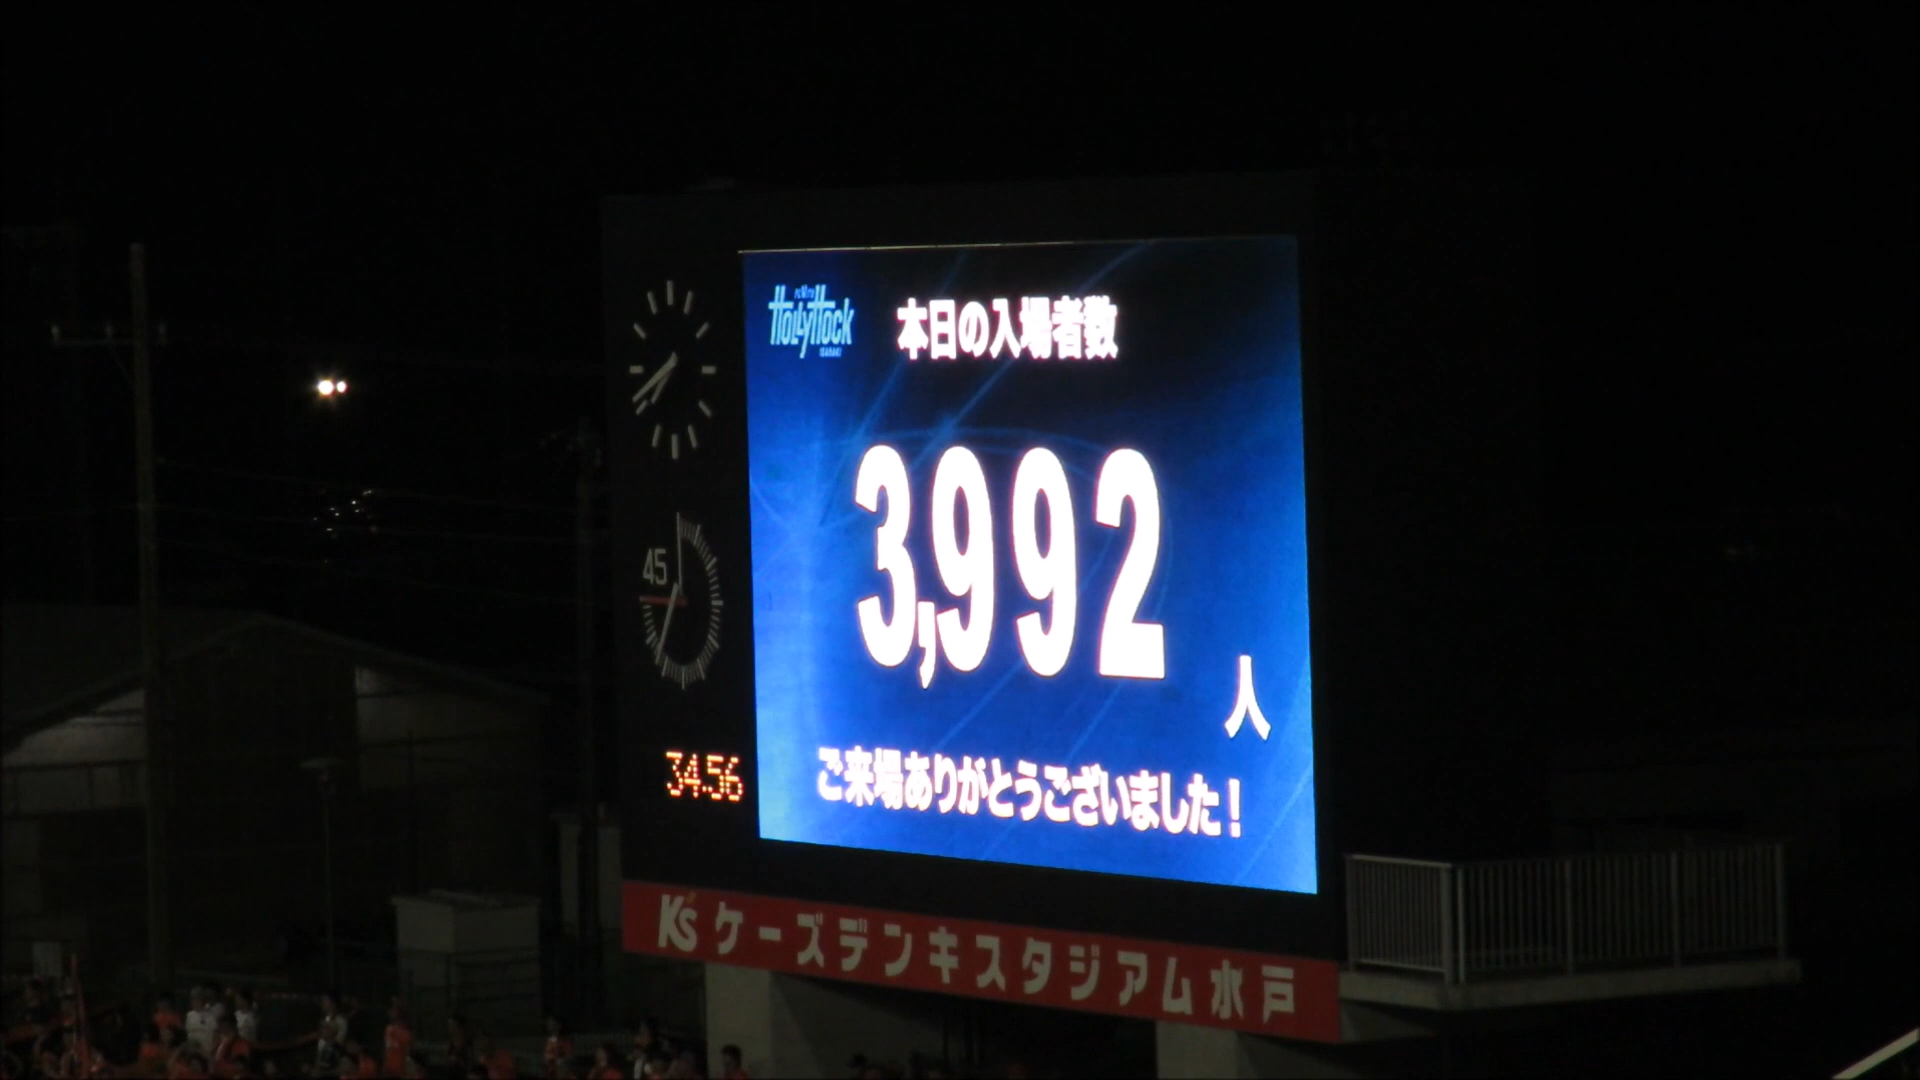 HollyHock
本日の入場者数
3,992
人
ご来場ありがとうございました!
45
34:56
K's ケーズデンキスタジアム水戸